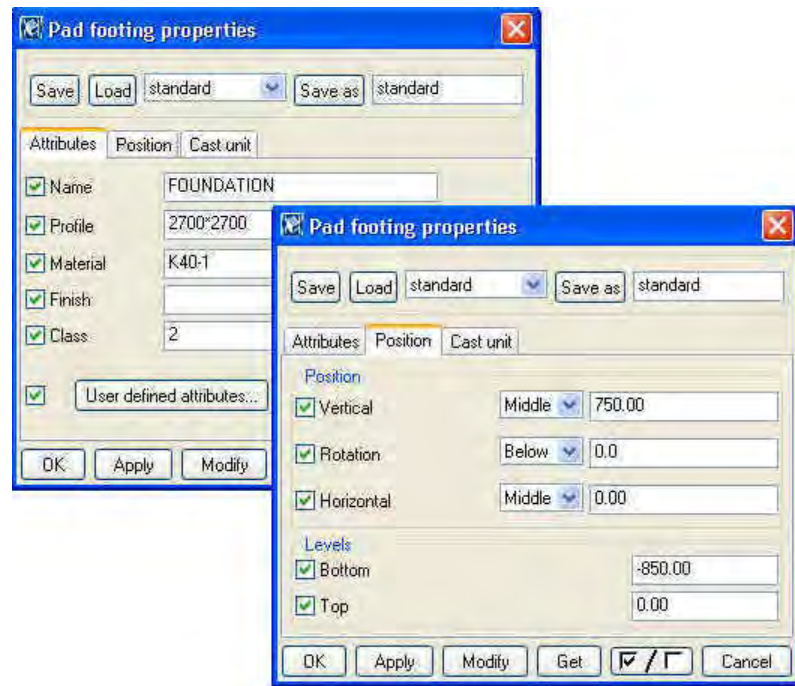 Pad footing properties
Save Load standard Save as standard
Attributes Position Cast unit
Name FOUNDATION
Profile 2700*2700
Material K40-1
Finish
Class 2
User defined attributes...
OK Apply Modify
Pad footing properties
Save Load standard Save as standard
Attributes Position Cast unit
Position
Vertical Middle 750.00
Rotation Below 0.0
Horizontal Middle 0.00
Levels
Bottom -850.00
Top 0.00
OK Apply Modify Get / Cancel